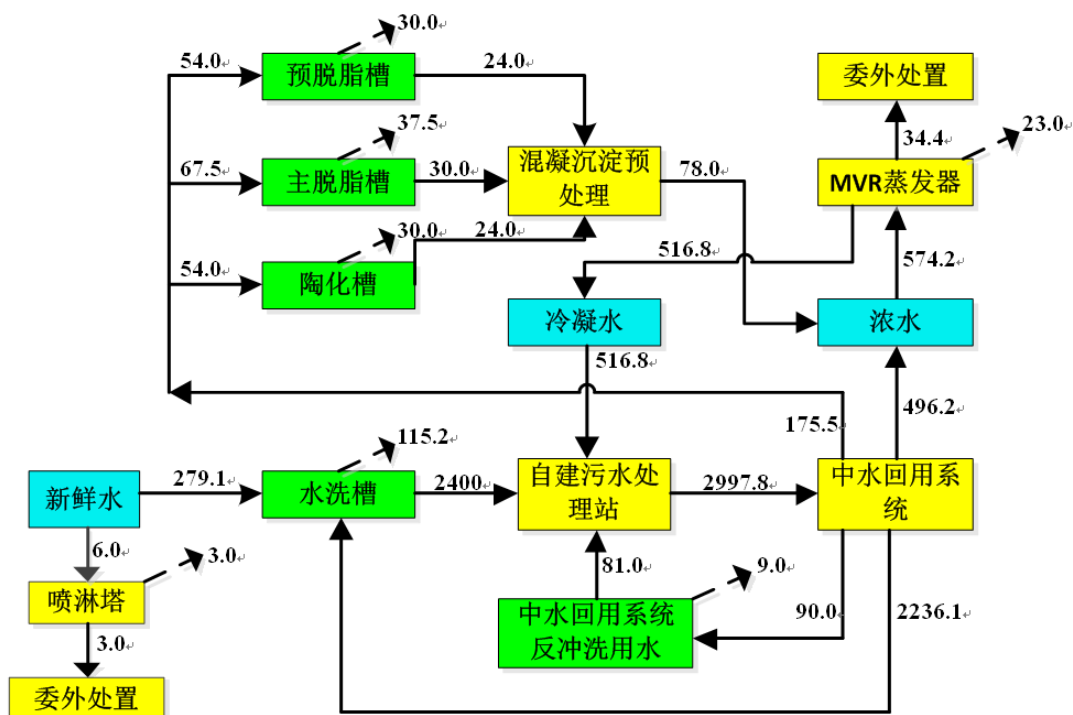 30.0
54.0
预脱脂槽
24.0
委外处置
37.5
23.0
34.4
67.5
主脱脂槽
30.0
混凝沉淀预
处理
78.0
MVR蒸发器
30.0
24.0
516.8
54.0
陶化槽
574.2
冷凝水
浓水
516.8
496.2
175.5
115.2
新鲜水
279.1
水洗槽
2400
自建污水处
理站
2997.8
中水回用系
统
6.0
3.0
81.0
9.0
喷淋塔
中水回用系统
反冲洗用水
90.0
2236.1
3.0
委外处置